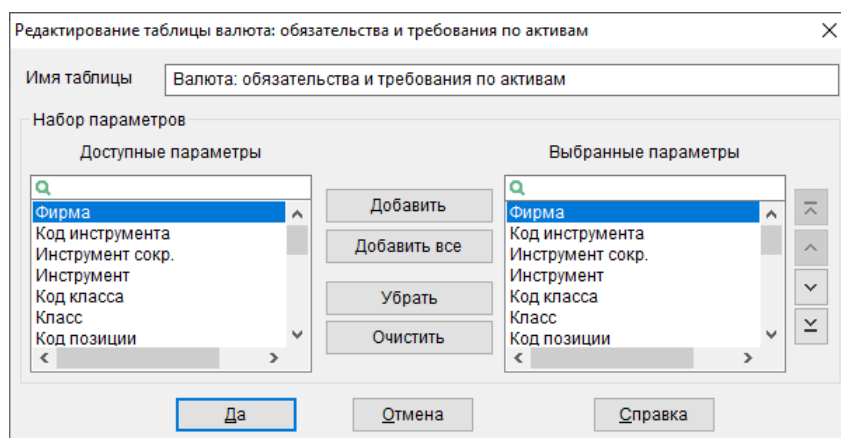 Редактирование таблицы валюта: обязательства и требования по активам
Имя таблицы
Валюта: обязательства и требования по активам
Набор параметров
Доступные параметры
Фирма
Код инструмента
Инструмент сокр.
Инструмент
Код класса
Класс
Код позиции
Добавить
Добавить все
Убрать
Очистить
Выбранные параметры
Фирма
Код инструмента
Инструмент сокр.
Инструмент
Код класса
Класс
Код позиции
Да
Отмена
Справка